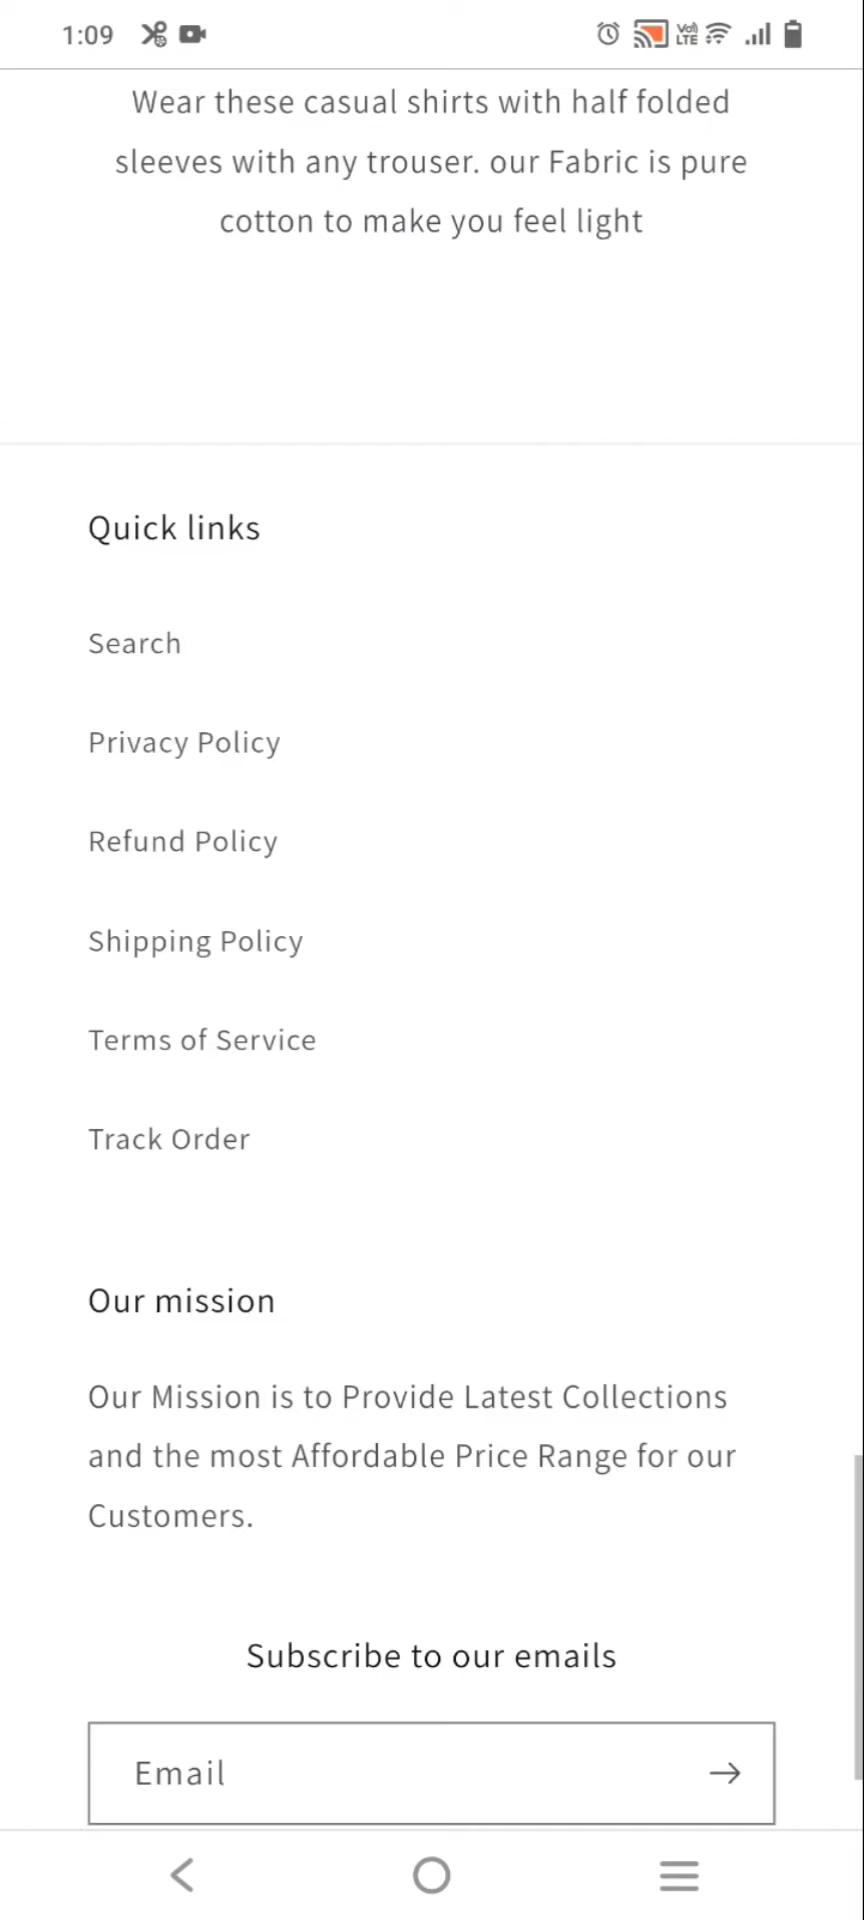 1:09
Vo)
LTE
Wear these casual shirts with half folded
sleeves with any trouser. our Fabric is pure
cotton to make you feel light
Quick links
Search
Privacy Policy
Refund Policy
Shipping Policy
Terms of Service
Track Order
Our mission
Our Mission is to Provide Latest Collections
and the most Affordable Price Range for our
Customers.
Subscribe to our emails
Email